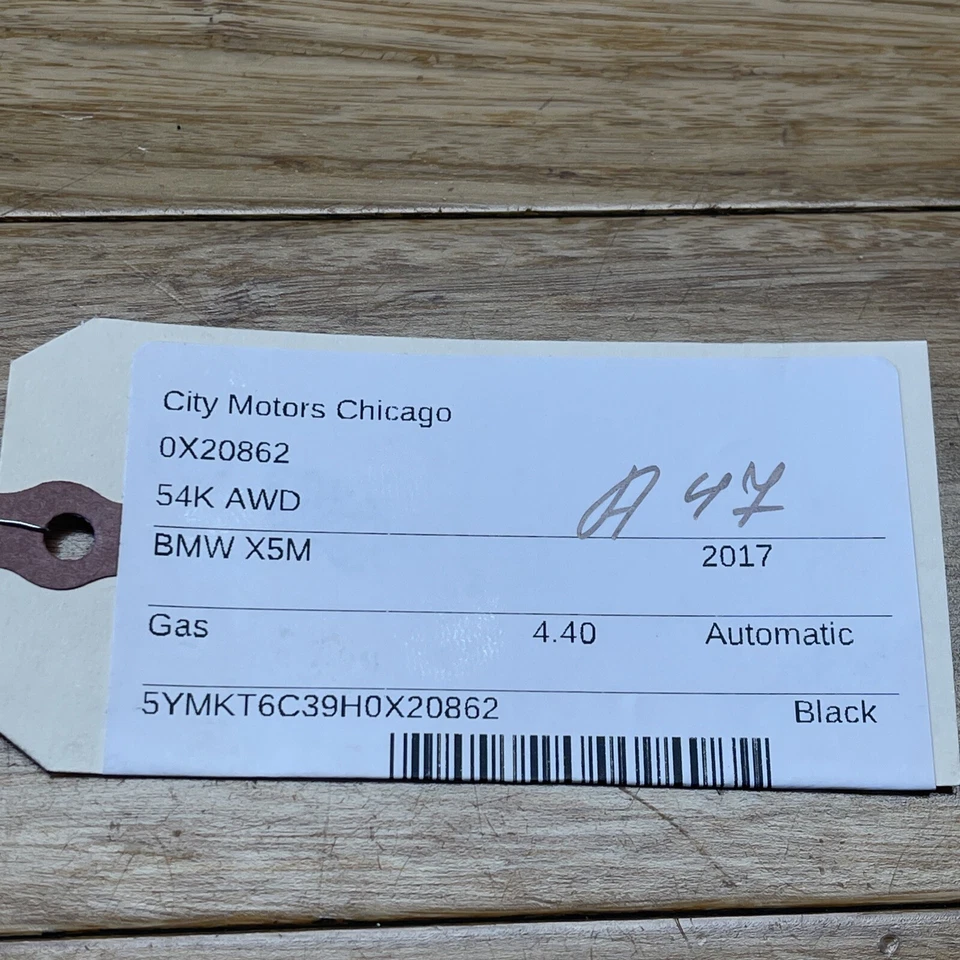 City Motors Chicago
0X20862
54K AWD
A 47
BMW X5M 2017
Gas 4.40 Automatic
5YMKT6C39H0X20862 Black